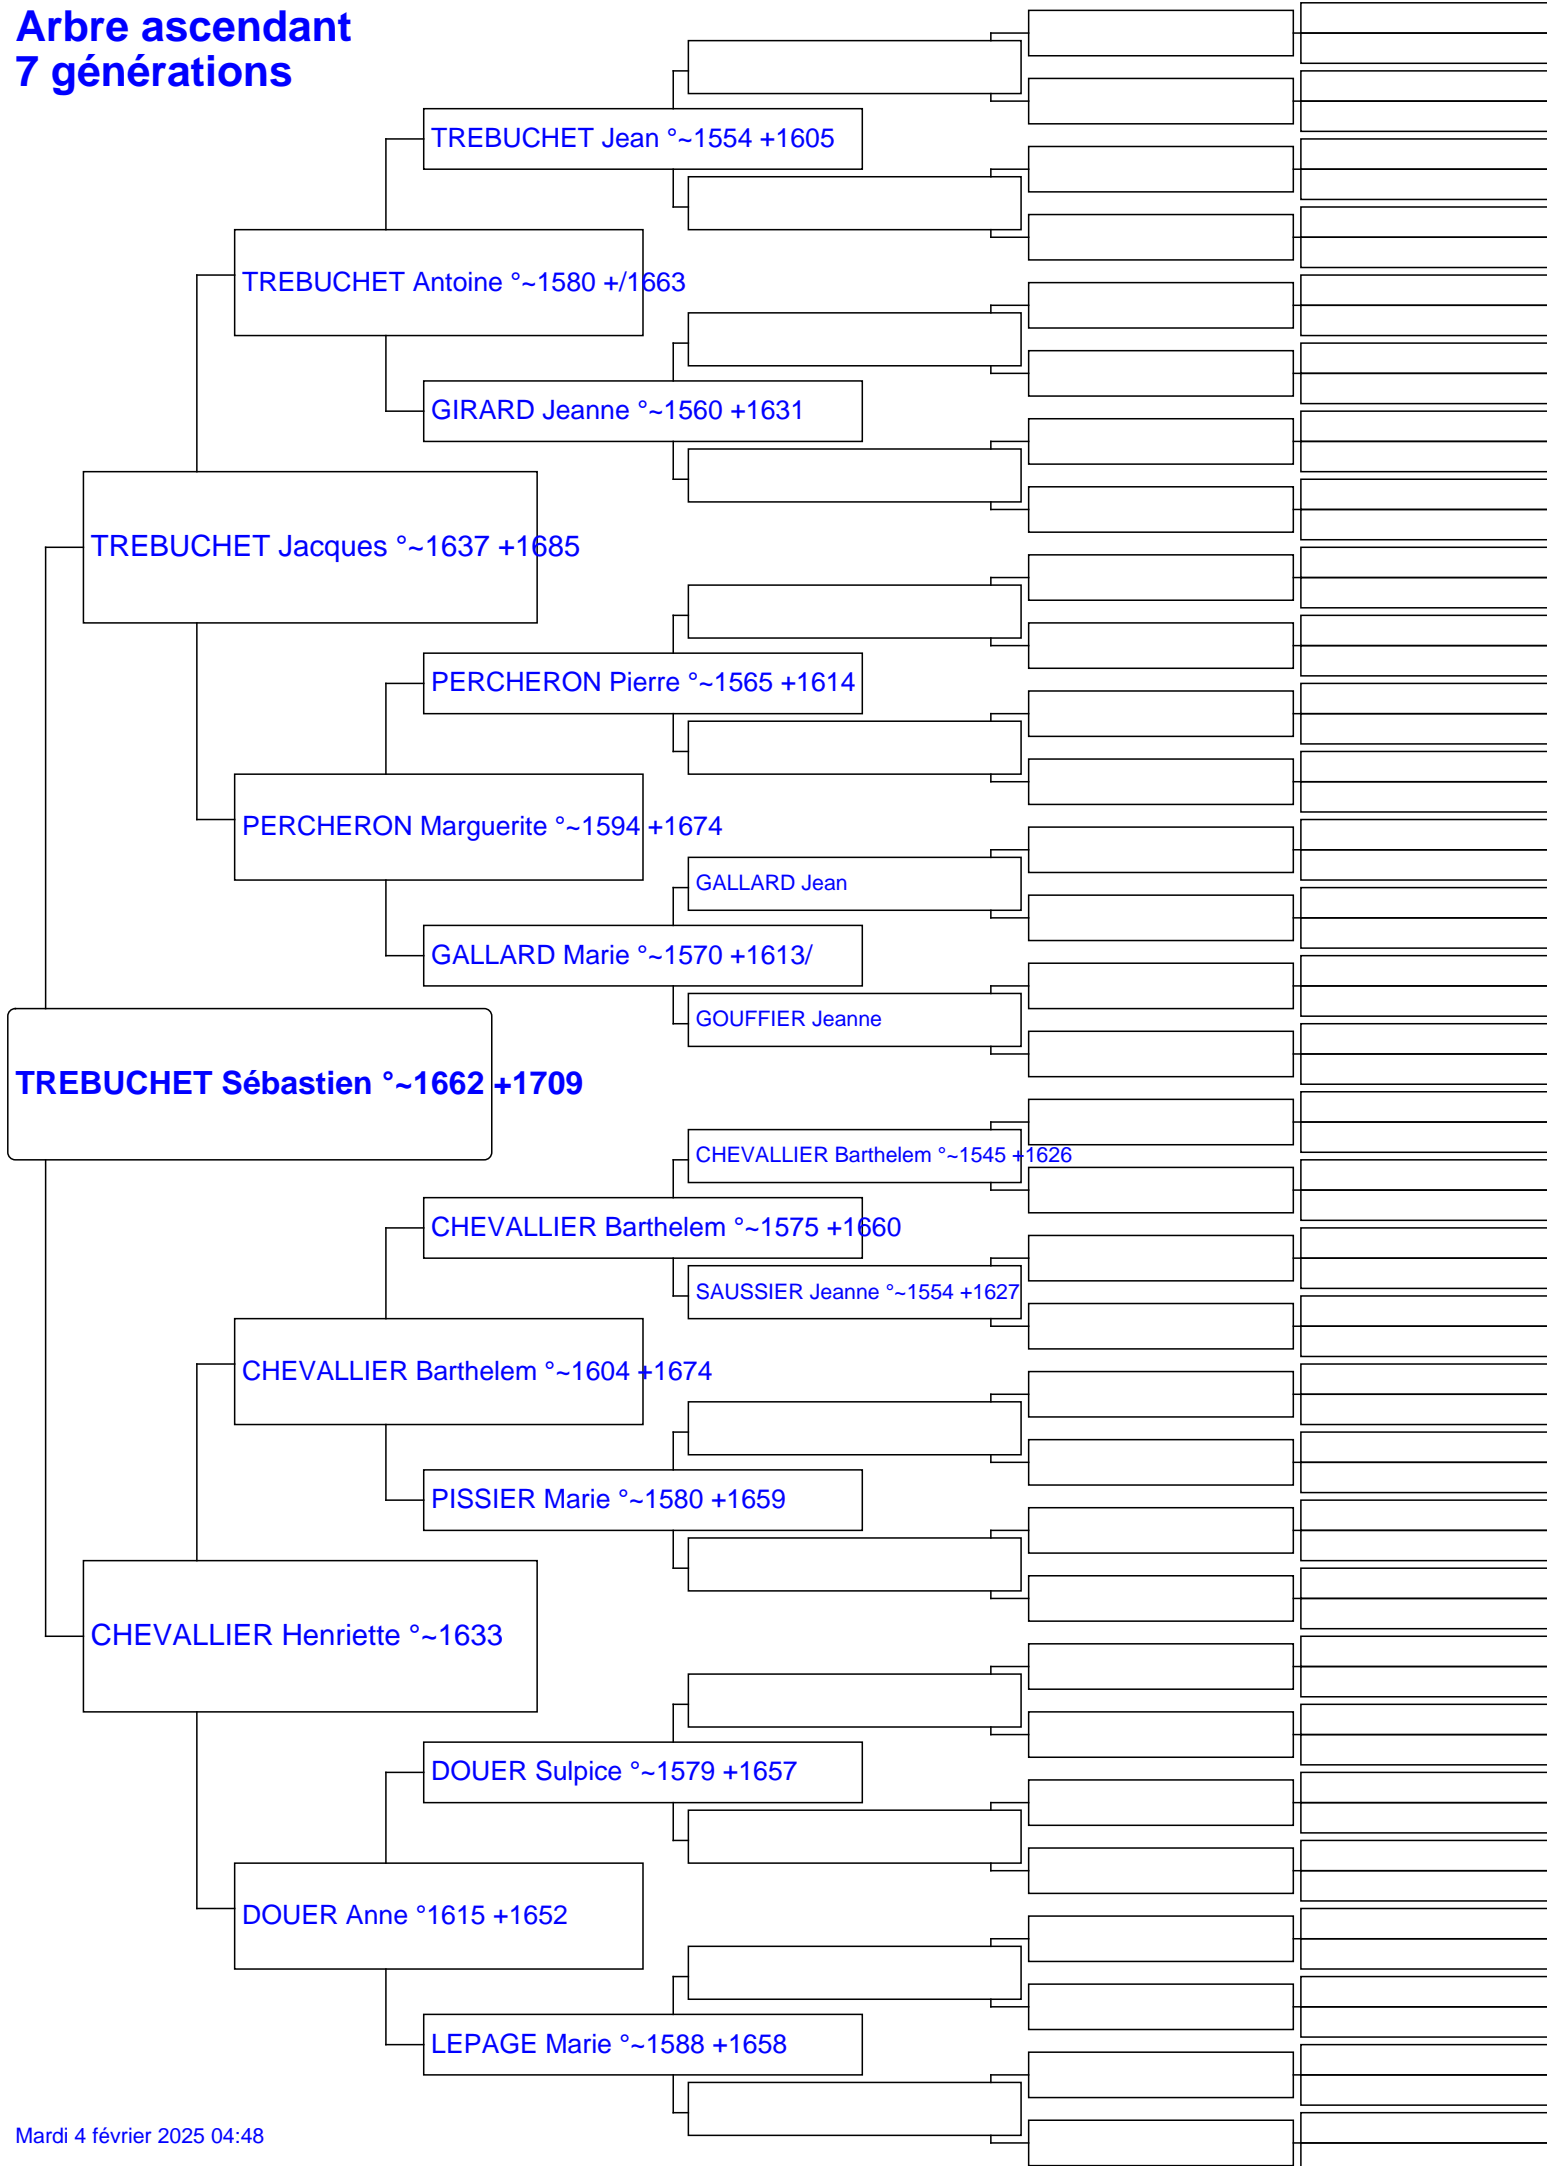 Arbre ascendant
7 générations
TREBUCHET Jean °~1554 +1605
TREBUCHET Antoine °~1580 +/1663
GIRARD Jeanne °~1560 +1631
TREBUCHET Jacques °~1637 +1685
PERCHERON Pierre °~1565 +1614
PERCHERON Marguerite °~1594 +1674
GALLARD Jean
GALLARD Marie °~1570 +1613/
GOUFFIER Jeanne
TREBUCHET Sébastien °~1662 +1709
CHEVALLIER Barthelem °~1545 +1626
CHEVALLIER Barthelem °~1575 +1660
SAUSSIER Jeanne °~1554 +1627
CHEVALLIER Barthelem °~1604 +1674
PISSIER Marie °~1580 +1659
CHEVALLIER Henriette °~1633
DOUER Sulpice °~1579 +1657
DOUER Anne °1615 +1652
LEPAGE Marie °~1588 +1658
Mardi 4 février 2025 04:48